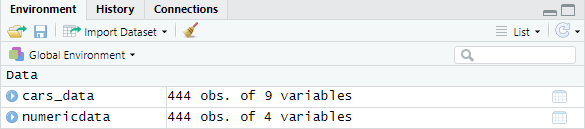 Environment History Connections
Import Dataset List
Global Environment
Data
cars_data 444 obs. of 9 variables
numericdata 444 obs. of 4 variables